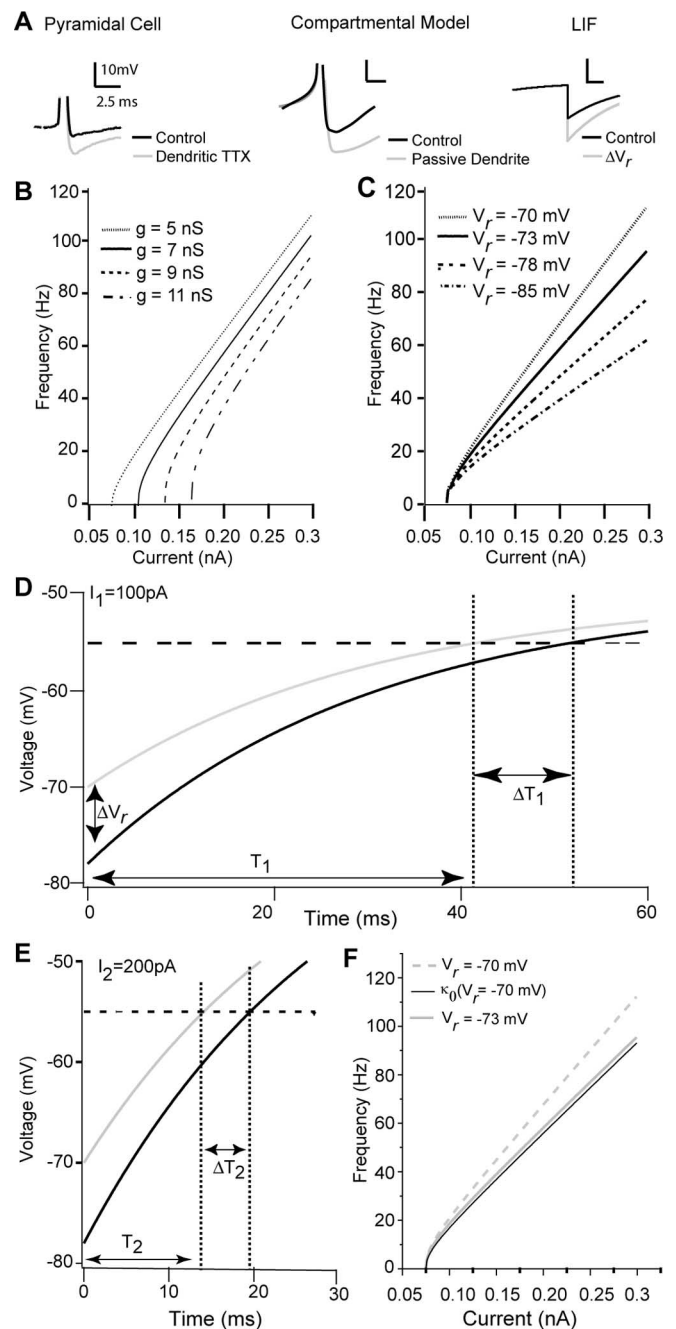 A
Pyramidal Cell
Compartmental Model
LIF
10mV
2.5 ms
Control
Dendritic TTX
Control
Passive Dendrite
Control
ΔVr
B
Frequency (Hz)
120
100
80
60
40
20
0
g = 5 nS
g = 7 nS
g = 9 nS
g = 11 nS
0.05 0.10 0.15 0.20 0.25 0.3
Current (nA)
C
Frequency (Hz)
120
100
80
60
40
20
0
Vr = -70 mV
Vr = -73 mV
Vr = -78 mV
Vr = -85 mV
0.05 0.10 0.15 0.20 0.25 0.3
Current (nA)
D
I1=100pA
Voltage (mV)
-50
-60
-70
-80
ΔVr
T1
ΔT1
0 20 40 60
Time (ms)
E
I2=200pA
Voltage (mV)
-50
-60
-70
-80
ΔT2
T2
0 10 20 30
Time (ms)
F
Frequency (Hz)
120
100
80
60
40
20
0
Vr = -70 mV
κ0(Vr= -70 mV)
Vr = -73 mV
0.05 0.10 0.15 0.20 0.25 0.3
Current (nA)